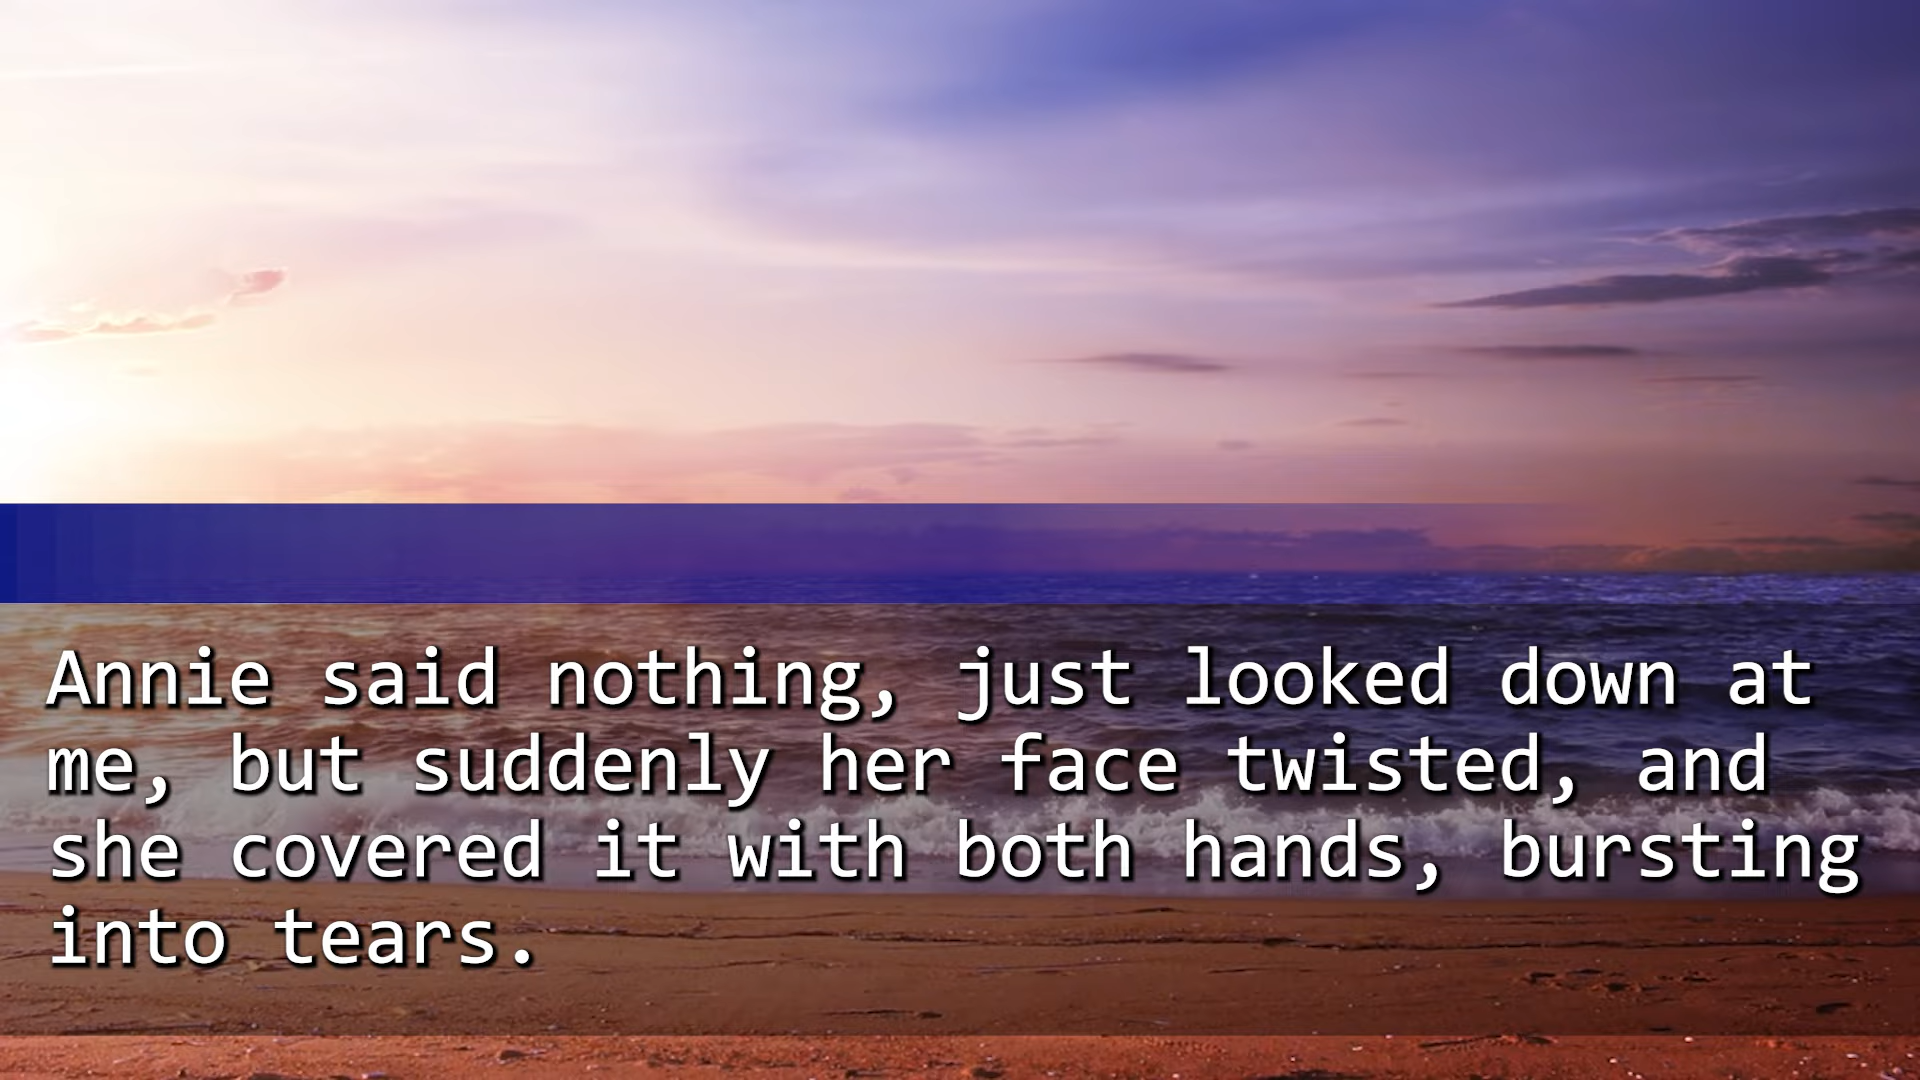 Annie said nothing, just looked down at
me, but suddenly her face twisted, and
she covered it with both hands, bursting
into tears.